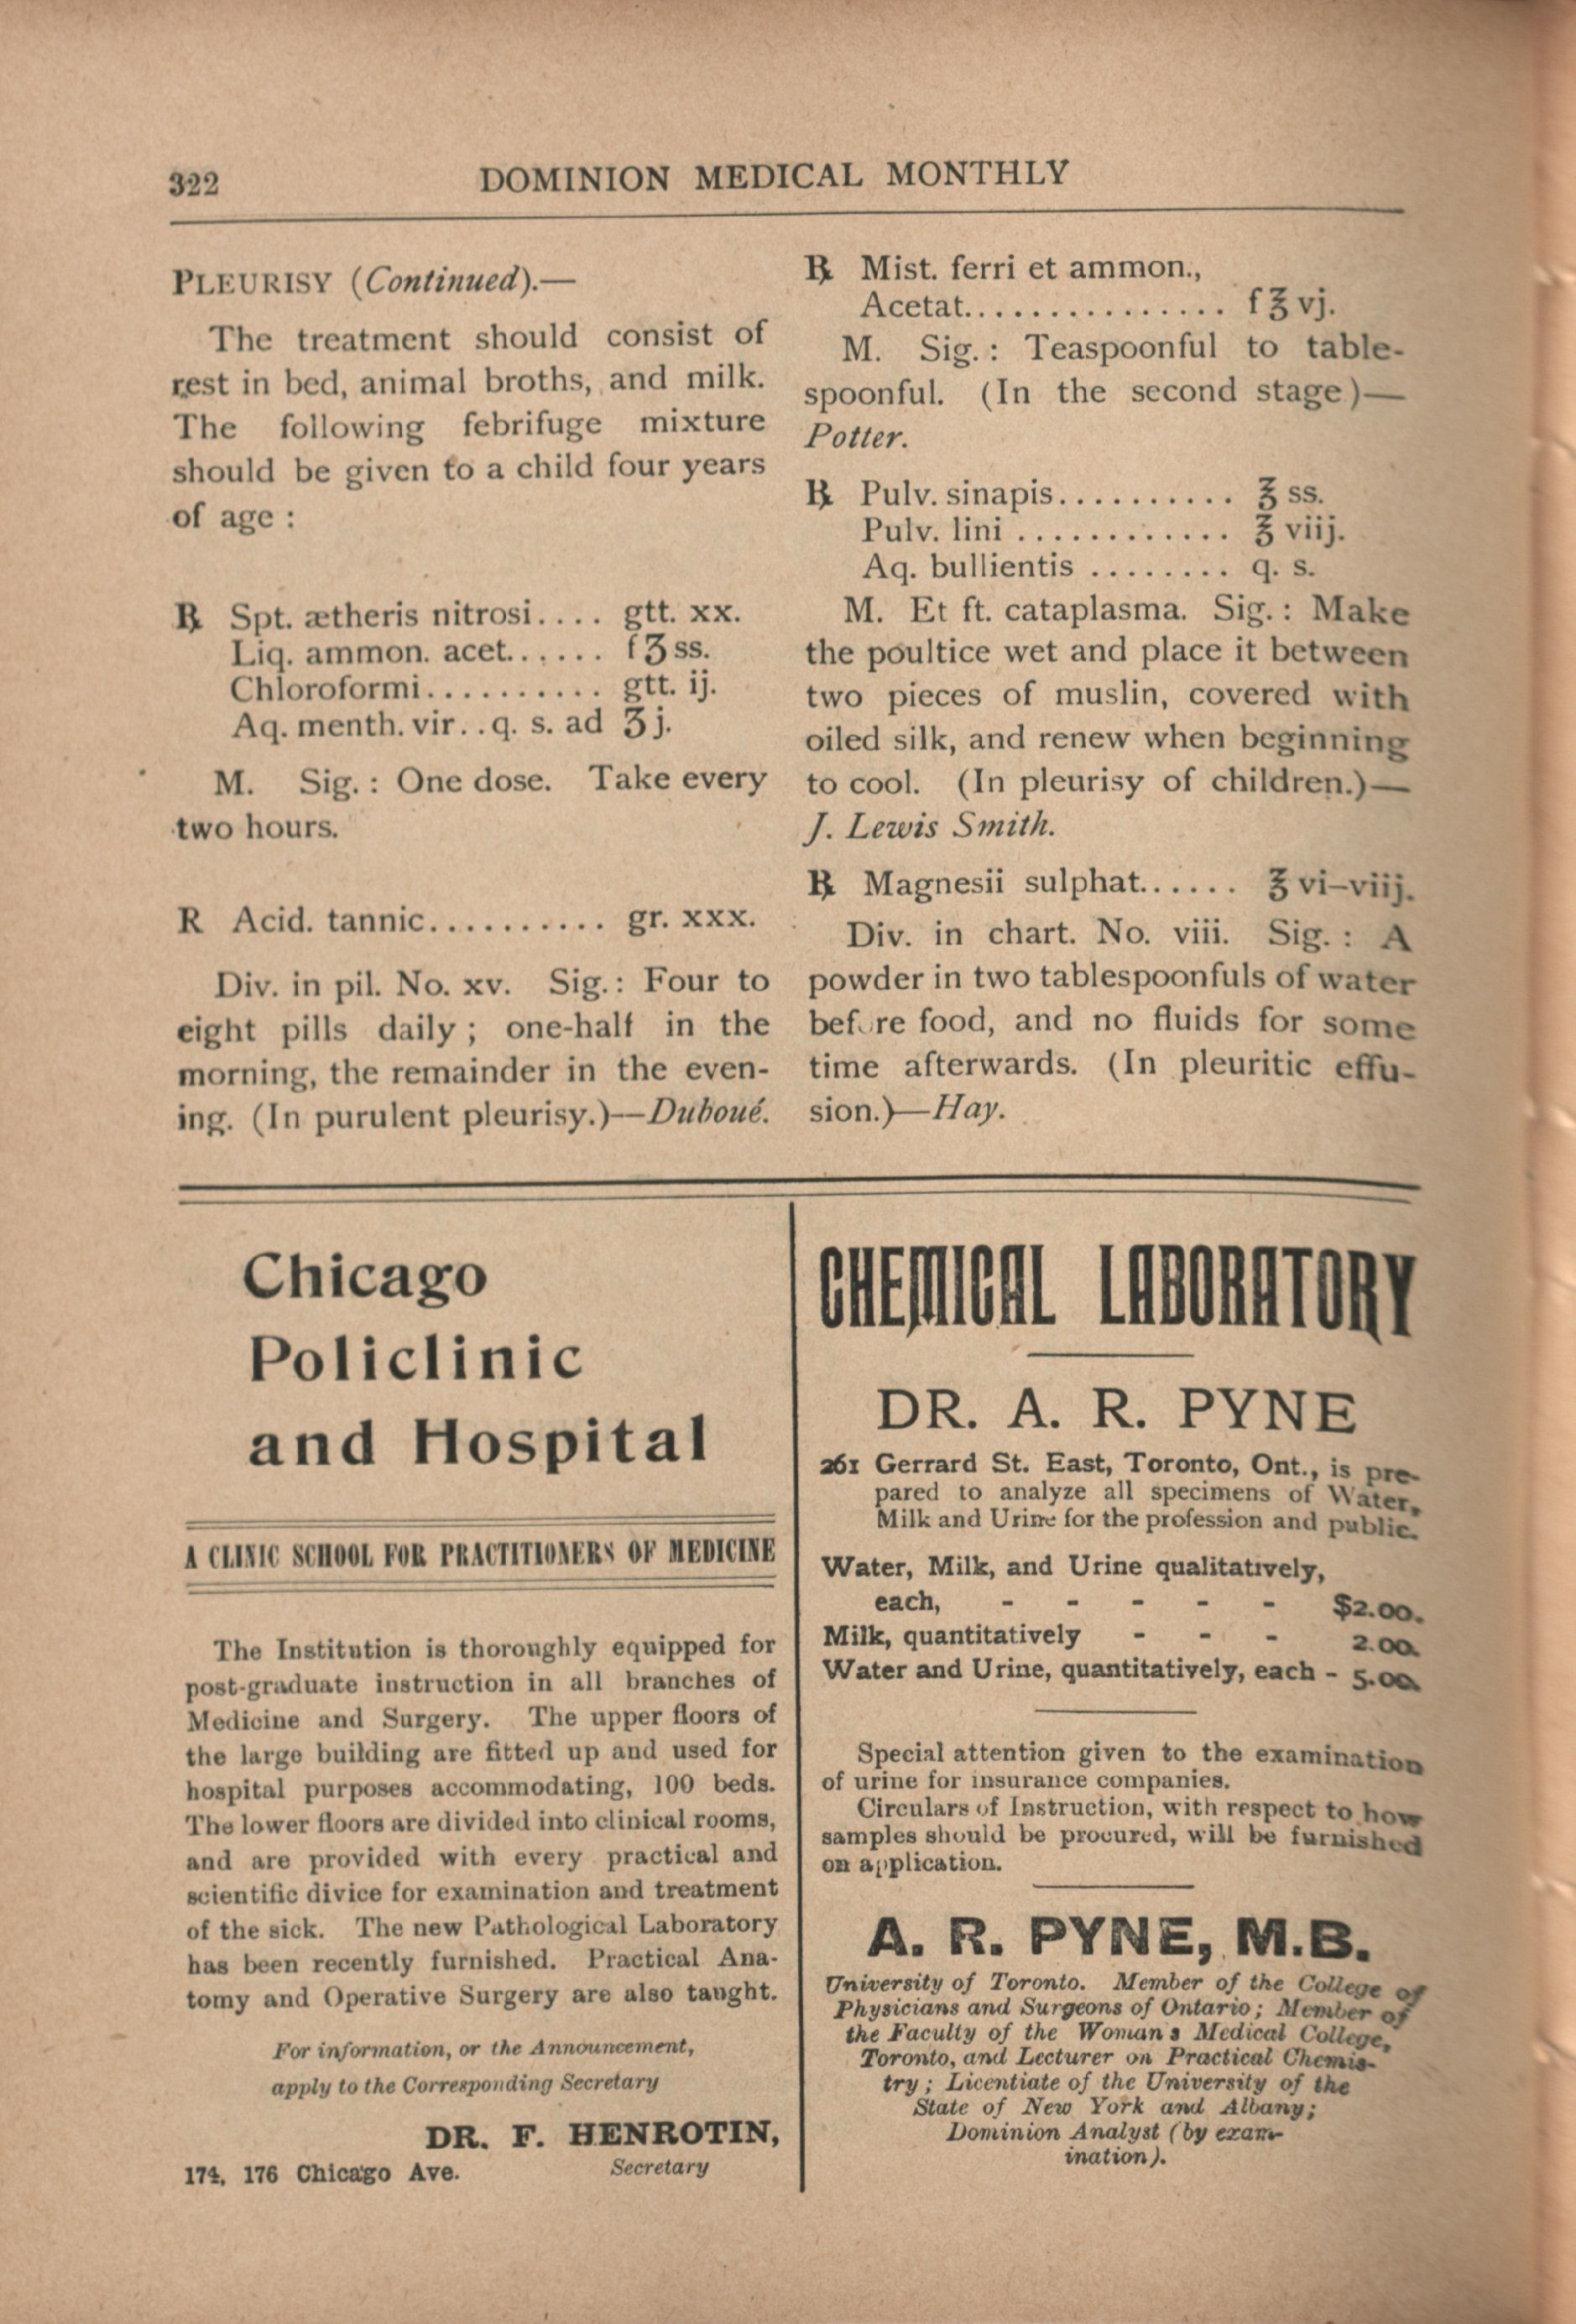 322
DOMINION MEDICAL MONTHLY
PLEURISY (Continued).—
The treatment should consist of
rest in bed, animal broths, and milk.
The following febrifuge mixture
should be given to a child four years
of age :
℞ Spt. ætheris nitrosi.... gtt. xx.
Liq. ammon. acet...... fʒss.
Chloroformi.......... gtt. ij.
Aq. menth. vir..q. s. ad ʒj.
M. Sig. : One dose. Take every
two hours.
R Acid. tannic.......... gr. xxx.
Div. in pil. No. xv. Sig.: Four to
eight pills daily ; one-half in the
morning, the remainder in the even-
ing. (In purulent pleurisy.)—Duboué.
℞ Mist. ferri et ammon.,
Acetat............... f℥vj.
M. Sig. : Teaspoonful to table-
spoonful. (In the second stage)—
Potter.
℞ Pulv. sinapis.......... ℥ss.
Pulv. lini ............ ℥viij.
Aq. bullientis ........ q. s.
M. Et ft. cataplasma. Sig. : Make
the poultice wet and place it between
two pieces of muslin, covered with
oiled silk, and renew when beginning
to cool. (In pleurisy of children.)—
J. Lewis Smith.
℞ Magnesii sulphat...... ℥vi–viij.
Div. in chart. No. viii. Sig. : A
powder in two tablespoonfuls of water
before food, and no fluids for some
time afterwards. (In pleuritic effu-
sion.)—Hay.
Chicago
Policlinic
and Hospital
A CLINIC SCHOOL FOR PRACTITIONERS OF MEDICINE
The Institution is thoroughly equipped for
post-graduate instruction in all branches of
Medicine and Surgery. The upper floors of
the large building are fitted up and used for
hospital purposes accommodating, 100 beds.
The lower floors are divided into clinical rooms,
and are provided with every practical and
scientific divice for examination and treatment
of the sick. The new Pathological Laboratory
has been recently furnished. Practical Ana-
tomy and Operative Surgery are also taught.
For information, or the Announcement,
apply to the Corresponding Secretary
DR. F. HENROTIN,
174, 176 Chicago Ave. Secretary
CHEMICAL LABORATORY
DR. A. R. PYNE
261 Gerrard St. East, Toronto, Ont., is pre-
pared to analyze all specimens of Water,
Milk and Urine for the profession and public.
Water, Milk, and Urine qualitatively,
each, - - - - - $2.00.
Milk, quantitatively - - - 2.00.
Water and Urine, quantitatively, each - 5.00.
Special attention given to the examination
of urine for insurance companies.
Circulars of Instruction, with respect to how
samples should be procured, will be furnished
on application.
A. R. PYNE, M.B.
University of Toronto. Member of the College of
Physicians and Surgeons of Ontario ; Member of
the Faculty of the Woman's Medical College,
Toronto, and Lecturer on Practical Chemis-
try ; Licentiate of the University of the
State of New York and Albany ;
Dominion Analyst (by exam-
ination).